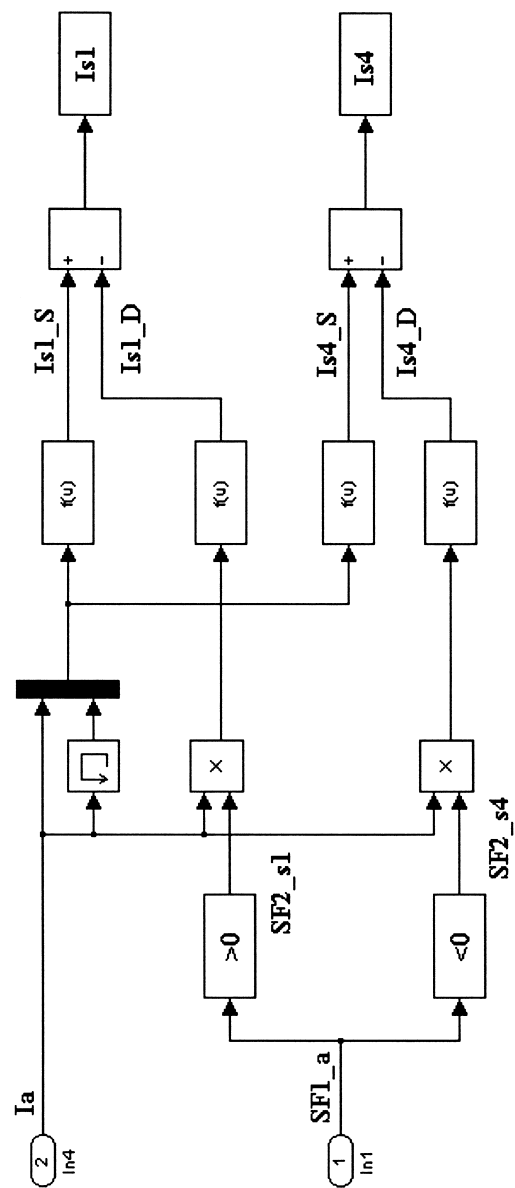 Ia
2
In4
SF1_a
1
In1
>0
SF2_s1
<0
SF2_s4
×
×
f(u)
f(u)
f(u)
f(u)
Is1_S
Is1_D
Is4_S
Is4_D
+
-
+
-
Is1
Is4